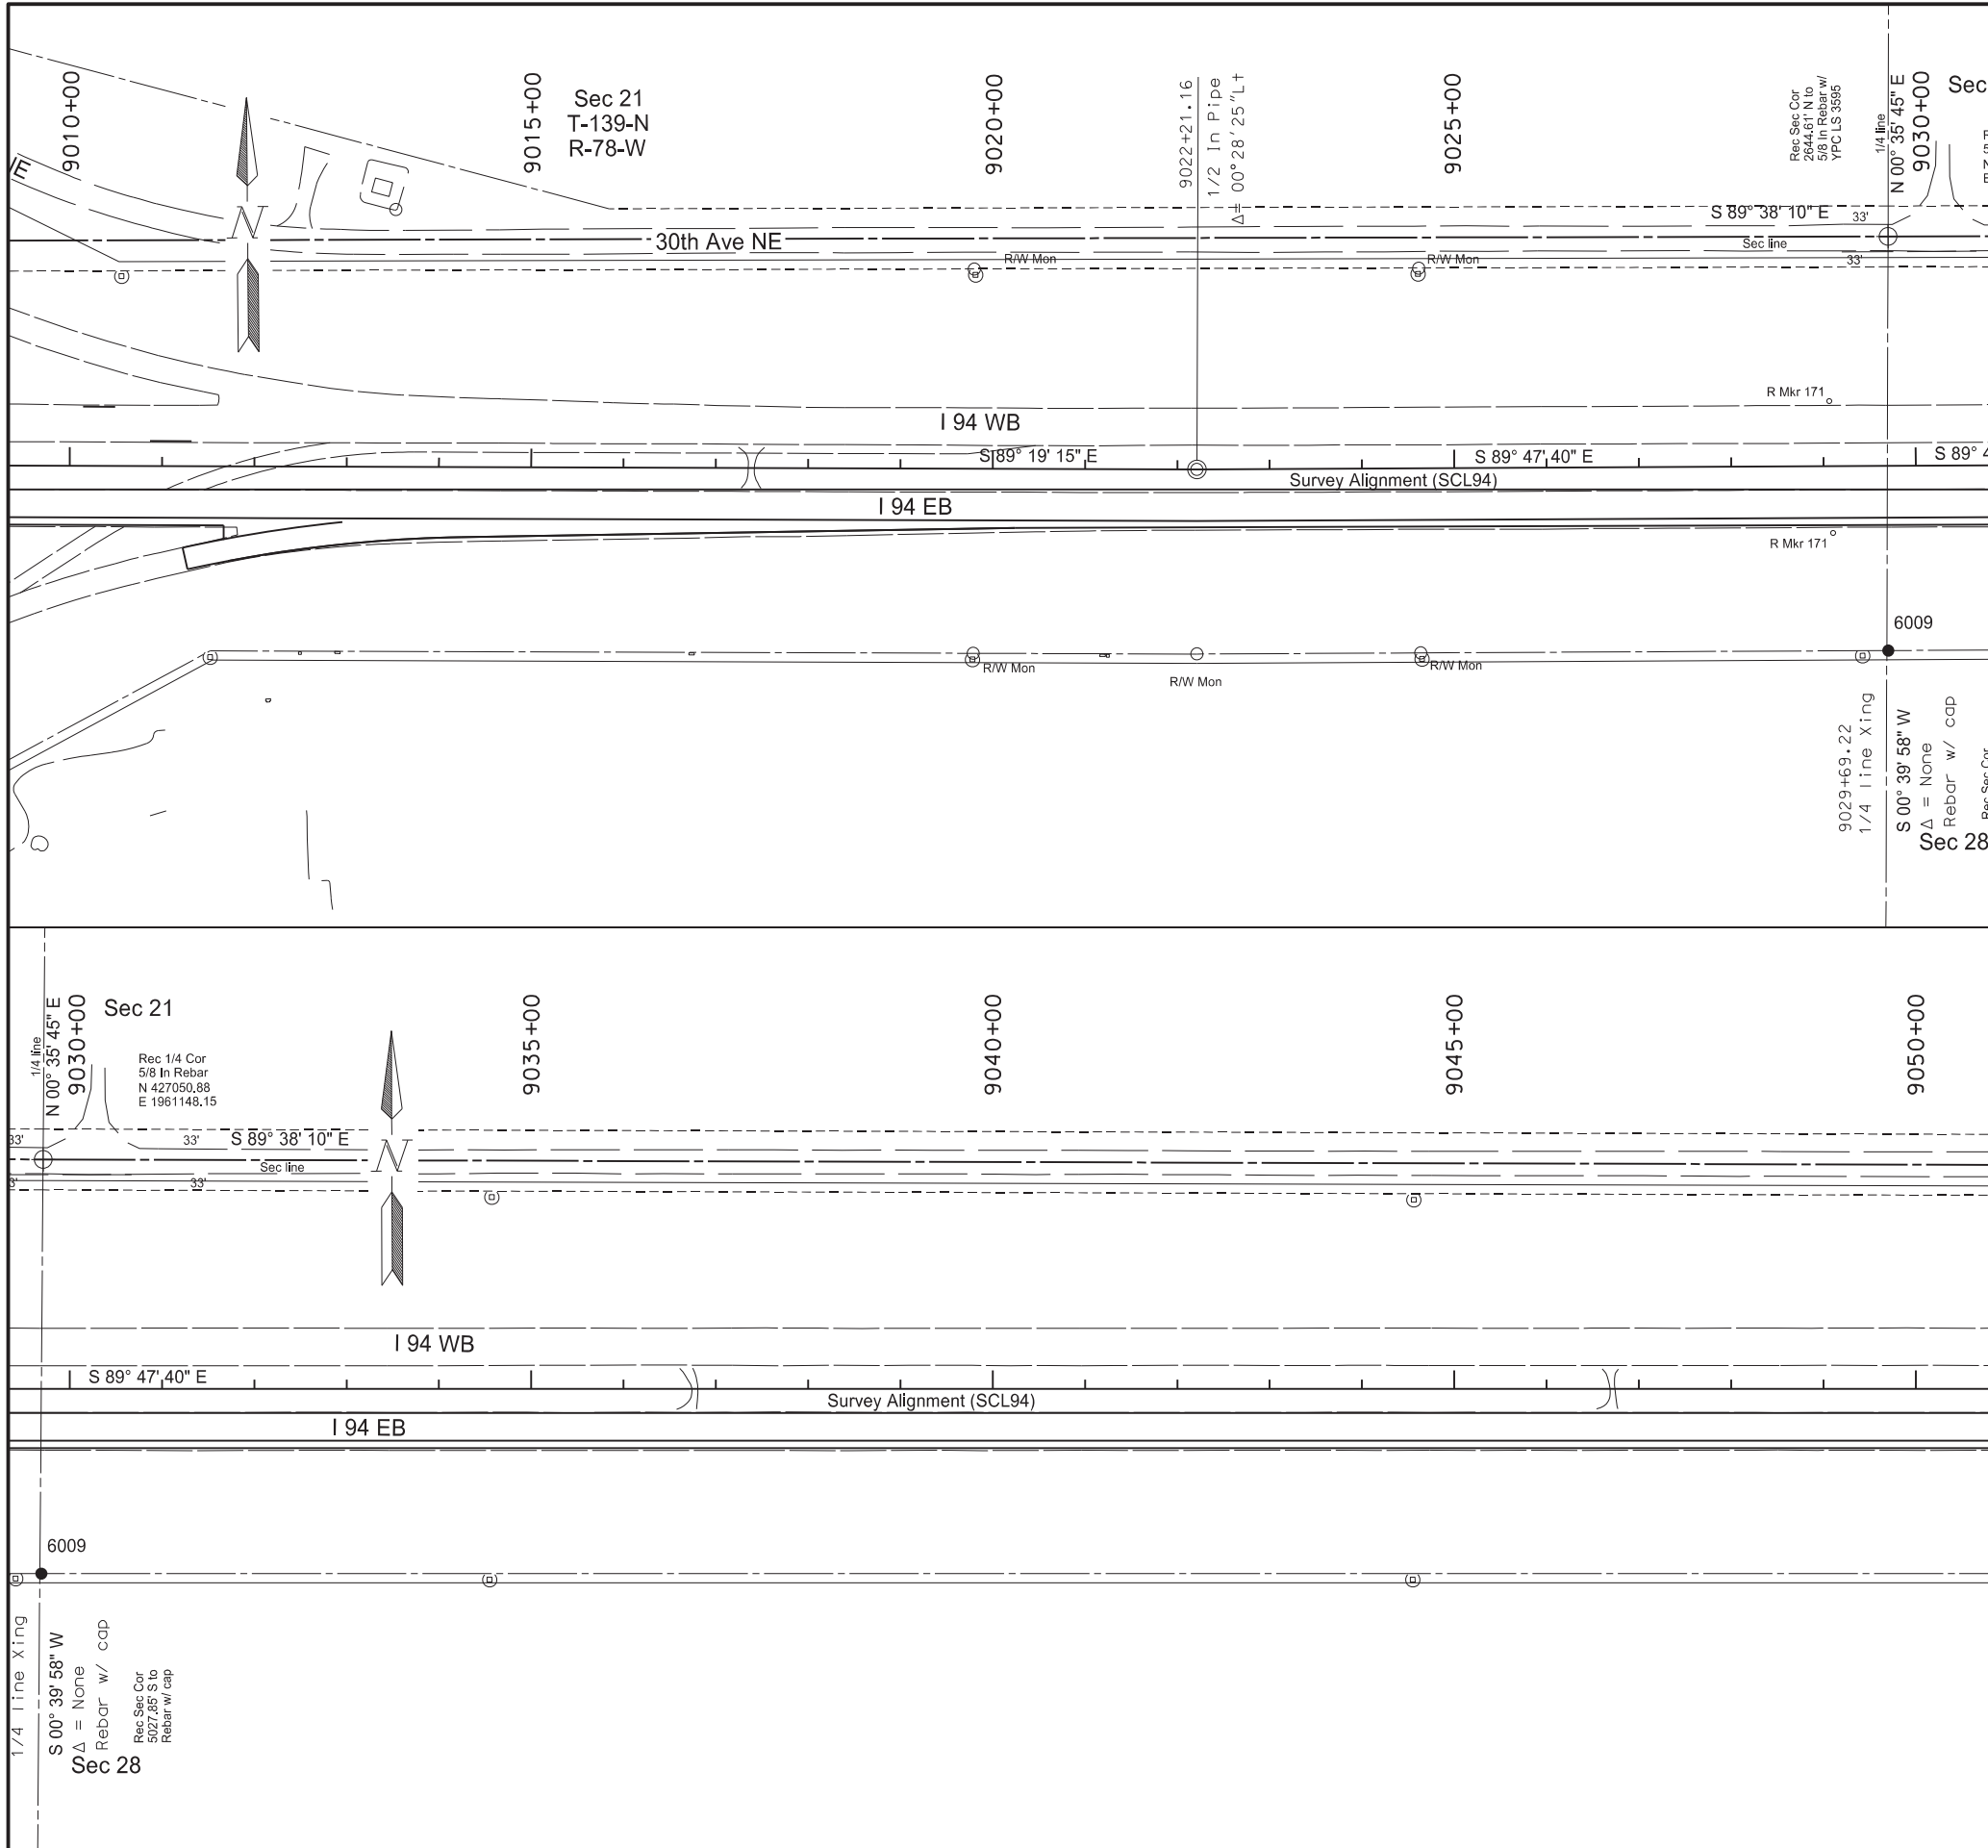 9010+00
9015+00
Sec 21
T-139-N
R-78-W
9020+00
9022+21.16
1/2 In Pipe
Δ= 00°28'25"Lt
9025+00
Rec Sec Cor
2644.61' N to
5/8 In Rebar w/
YPC LS 3595
1/4 line
N 00° 35' 45" E
9030+00
Sec
N
30th Ave NE
S 89° 38' 10" E
33'
Sec line
33'
R/W Mon
R/W Mon
R Mkr 171
I 94 WB
S 89° 19' 15" E
S 89° 47' 40" E
S 89° 4
Survey Alignment (SCL94)
I 94 EB
R Mkr 171
6009
R/W Mon
R/W Mon
R/W Mon
9029+69.22
1/4 line Xing
S 00° 39' 58" W
Δ = None
Rebar w/ cap
Rec Sec Cor
Sec 28
1/4 line
N 00° 35' 45" E
9030+00
Sec 21
Rec 1/4 Cor
5/8 In Rebar
N 427050.88
E 1961148.15
9035+00
9040+00
9045+00
9050+00
33'
33'
S 89° 38' 10" E
Sec line
33'
N
I 94 WB
S 89° 47' 40" E
Survey Alignment (SCL94)
I 94 EB
6009
1/4 line Xing
S 00° 39' 58" W
Δ = None
Rebar w/ cap
Rec Sec Cor
5027.85' S to
Rebar w/ cap
Sec 28